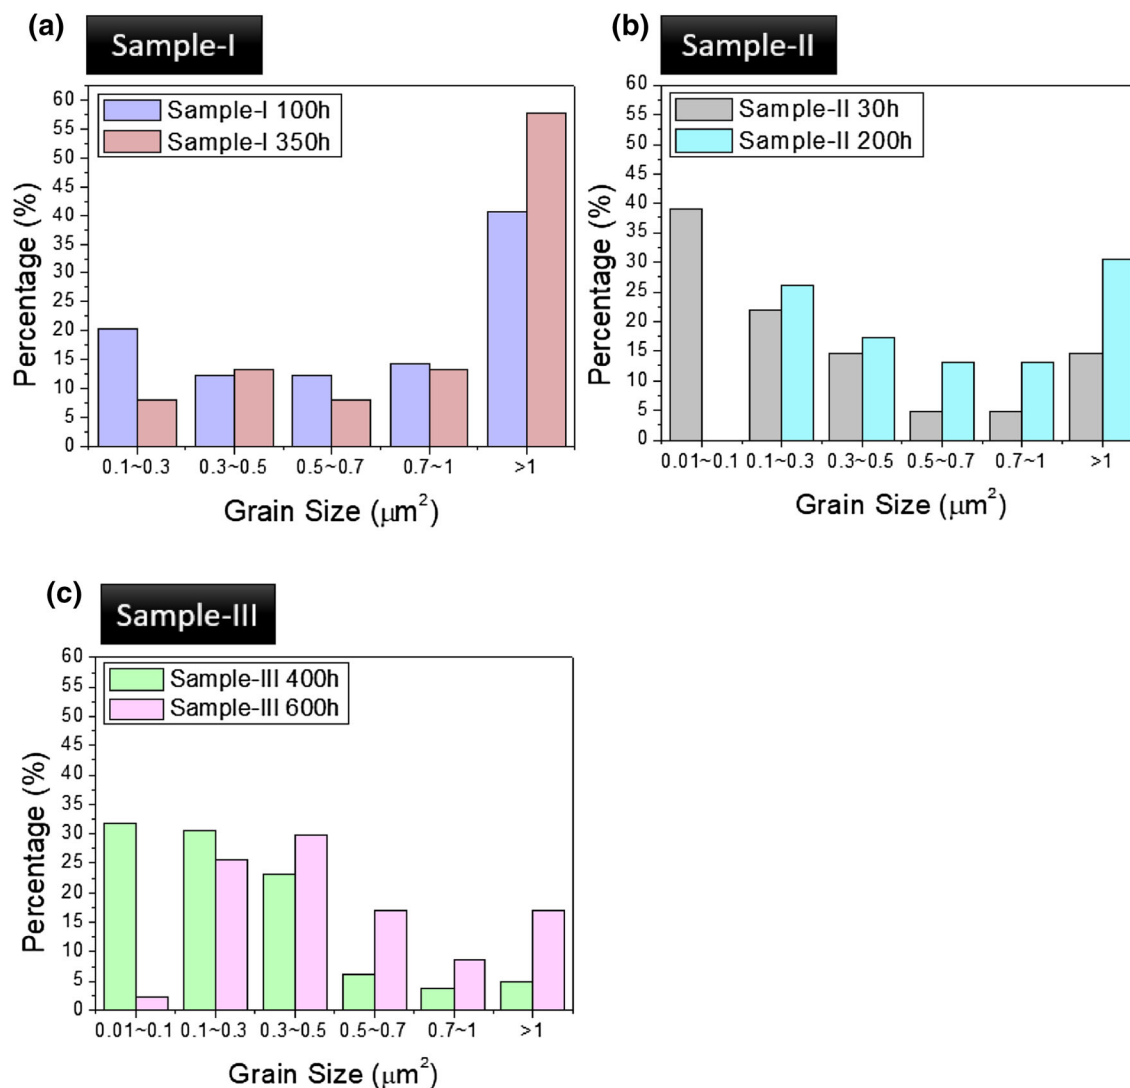 (a) Sample-I
Sample-I 100h
Sample-I 350h
60
55
50
45
40
35
30
25
20
15
10
5
0
Percentage (%)
0.1~0.3 0.3~0.5 0.5~0.7 0.7~1 >1
Grain Size (μm²)
(b) Sample-II
Sample-II 30h
Sample-II 200h
60
55
50
45
40
35
30
25
20
15
10
5
0
Percentage (%)
0.01~0.1 0.1~0.3 0.3~0.5 0.5~0.7 0.7~1 >1
Grain Size (μm²)
(c) Sample-III
Sample-III 400h
Sample-III 600h
60
55
50
45
40
35
30
25
20
15
10
5
0
Percentage (%)
0.01~0.1 0.1~0.3 0.3~0.5 0.5~0.7 0.7~1 >1
Grain Size (μm²)